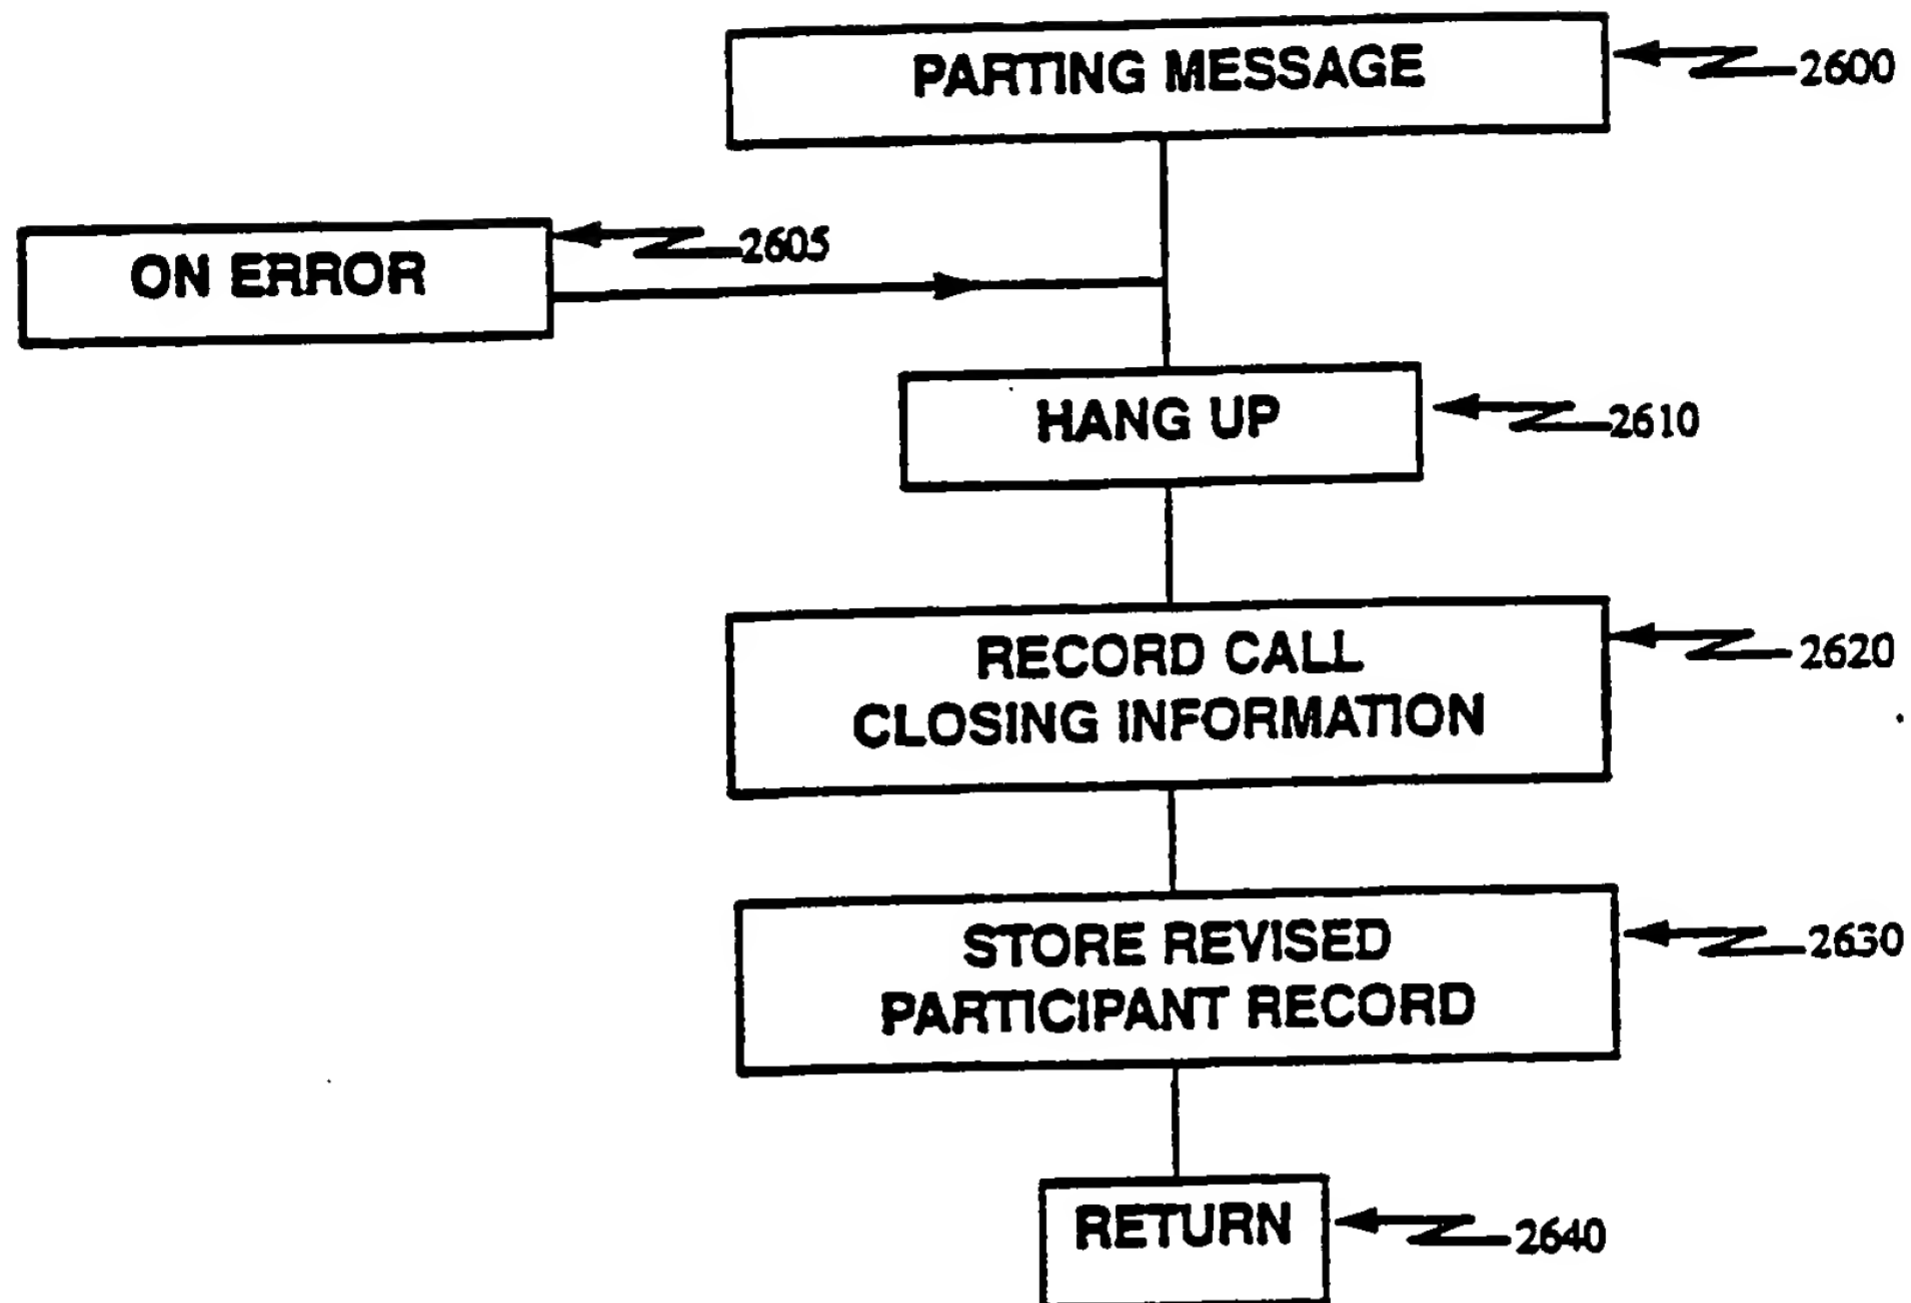 PARTING MESSAGE
2600
ON ERROR
2605
HANG UP
2610
RECORD CALL
CLOSING INFORMATION
2620
STORE REVISED
PARTICIPANT RECORD
2630
RETURN
2640